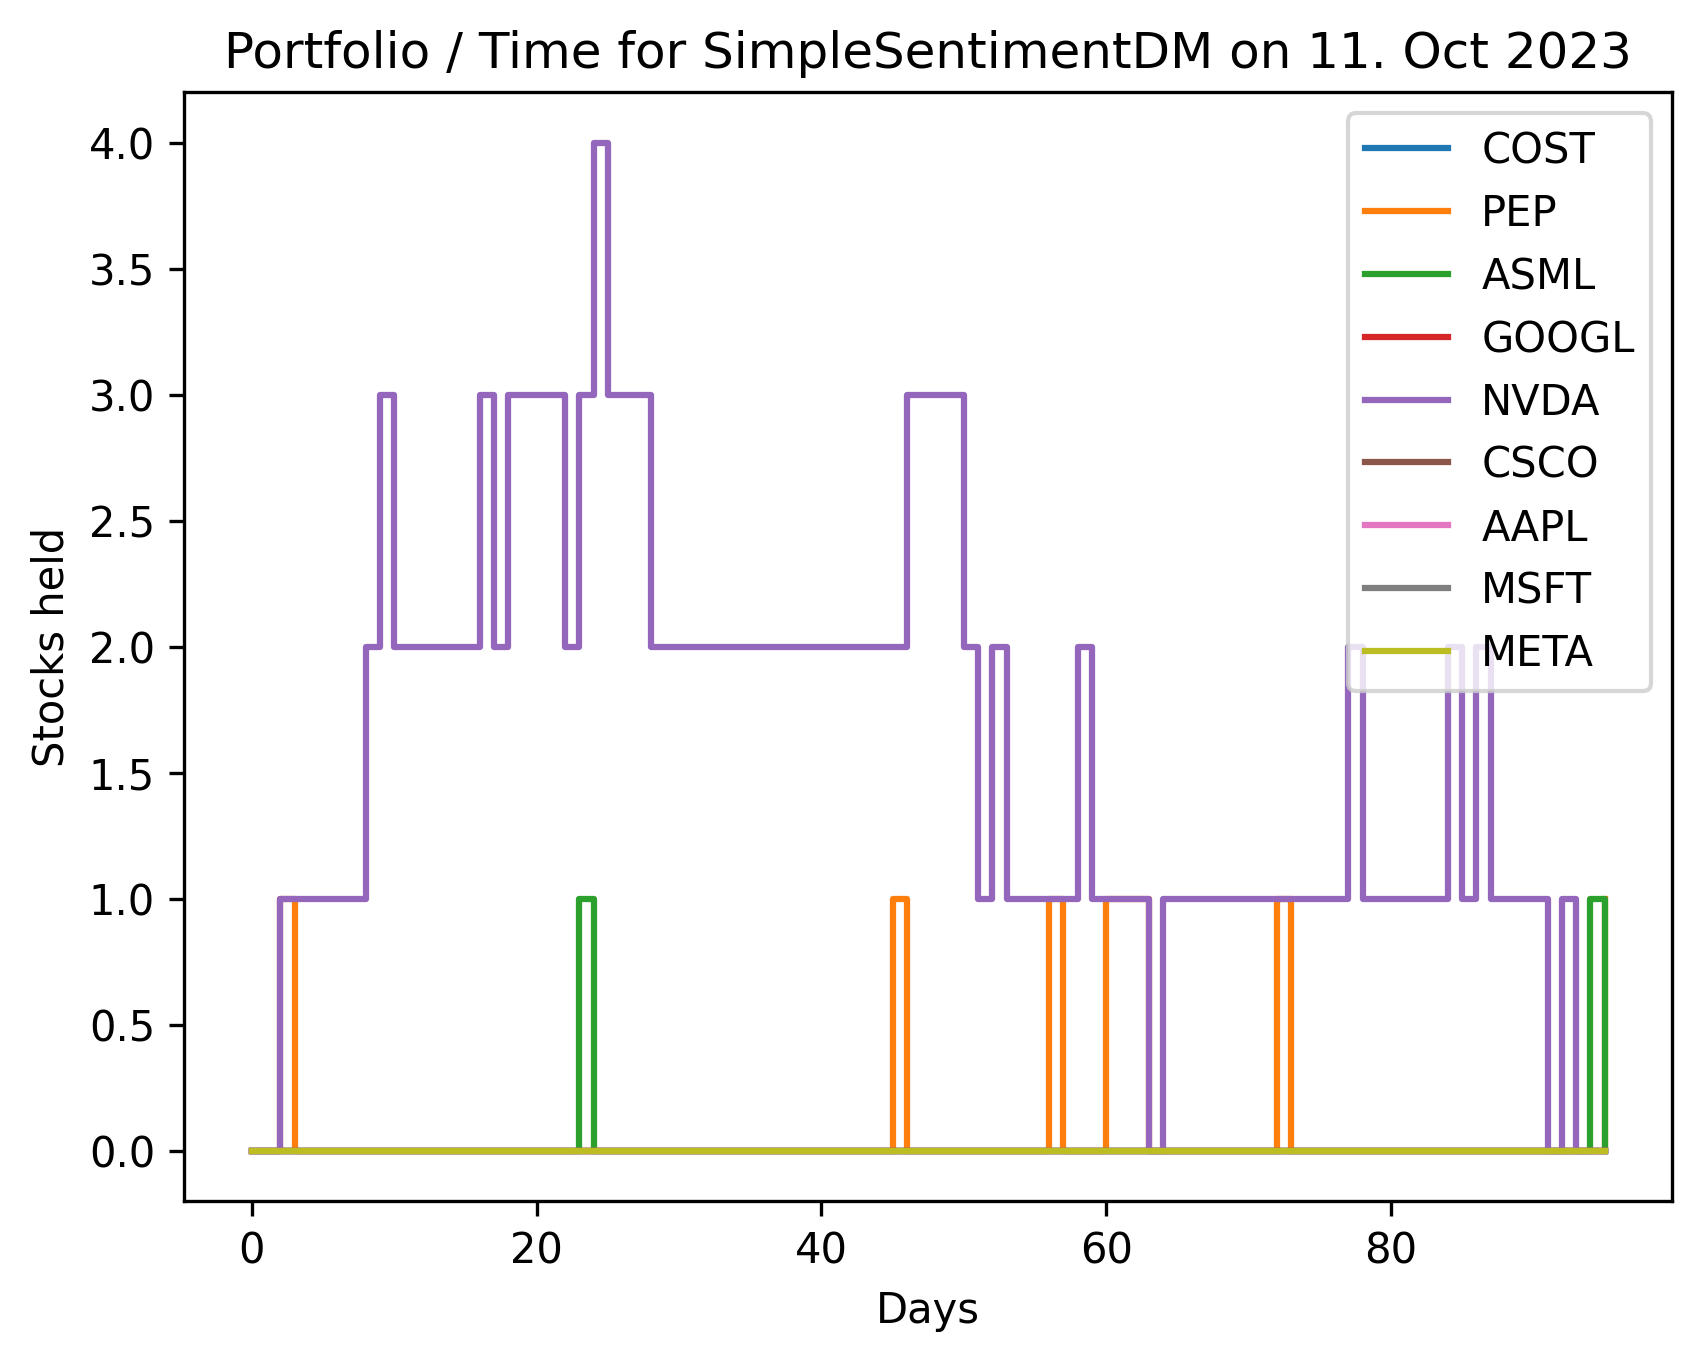 Portfolio / Time for SimpleSentimentDM on 11. Oct 2023
4.0
3.5
3.0
2.5
2.0
1.5
1.0
0.5
0.0
Stocks held
COST
PEP
ASML
GOOGL
NVDA
CSCO
AAPL
MSFT
META
0
20
40
60
80
Days